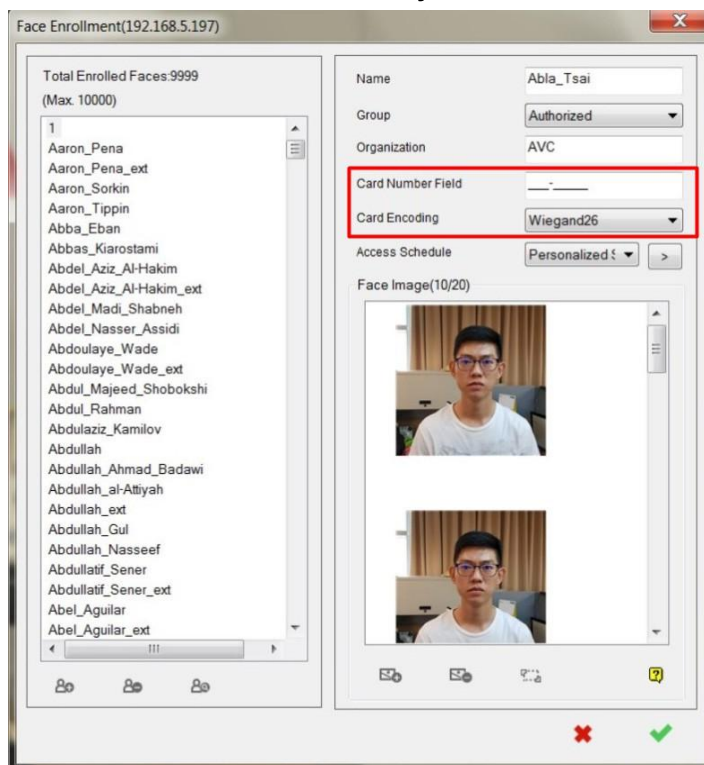 Face Enrollment(192.168.5.197)
Total Enrolled Faces:9999
(Max. 10000)
1
Aaron_Pena
Aaron_Pena_ext
Aaron_Sorkin
Aaron_Tippin
Abba_Eban
Abbas_Kiarostami
Abdel_Aziz_Al-Hakim
Abdel_Aziz_Al-Hakim_ext
Abdel_Madi_Shabneh
Abdel_Nasser_Assidi
Abdoulaye_Wade
Abdoulaye_Wade_ext
Abdul_Majeed_Shobokshi
Abdul_Rahman
Abdulaziz_Kamilov
Abdullah
Abdullah_Ahmad_Badawi
Abdullah_al-Attiyah
Abdullah_ext
Abdullah_Gul
Abdullah_Nasseef
Abdullatif_Sener
Abdullatif_Sener_ext
Abel_Aguilar
Abel_Aguilar_ext
Name Abla_Tsai
Group Authorized
Organization AVC
Card Number Field ___-_____
Card Encoding Wiegand26
Access Schedule Personalized >
Face Image(10/20)
?